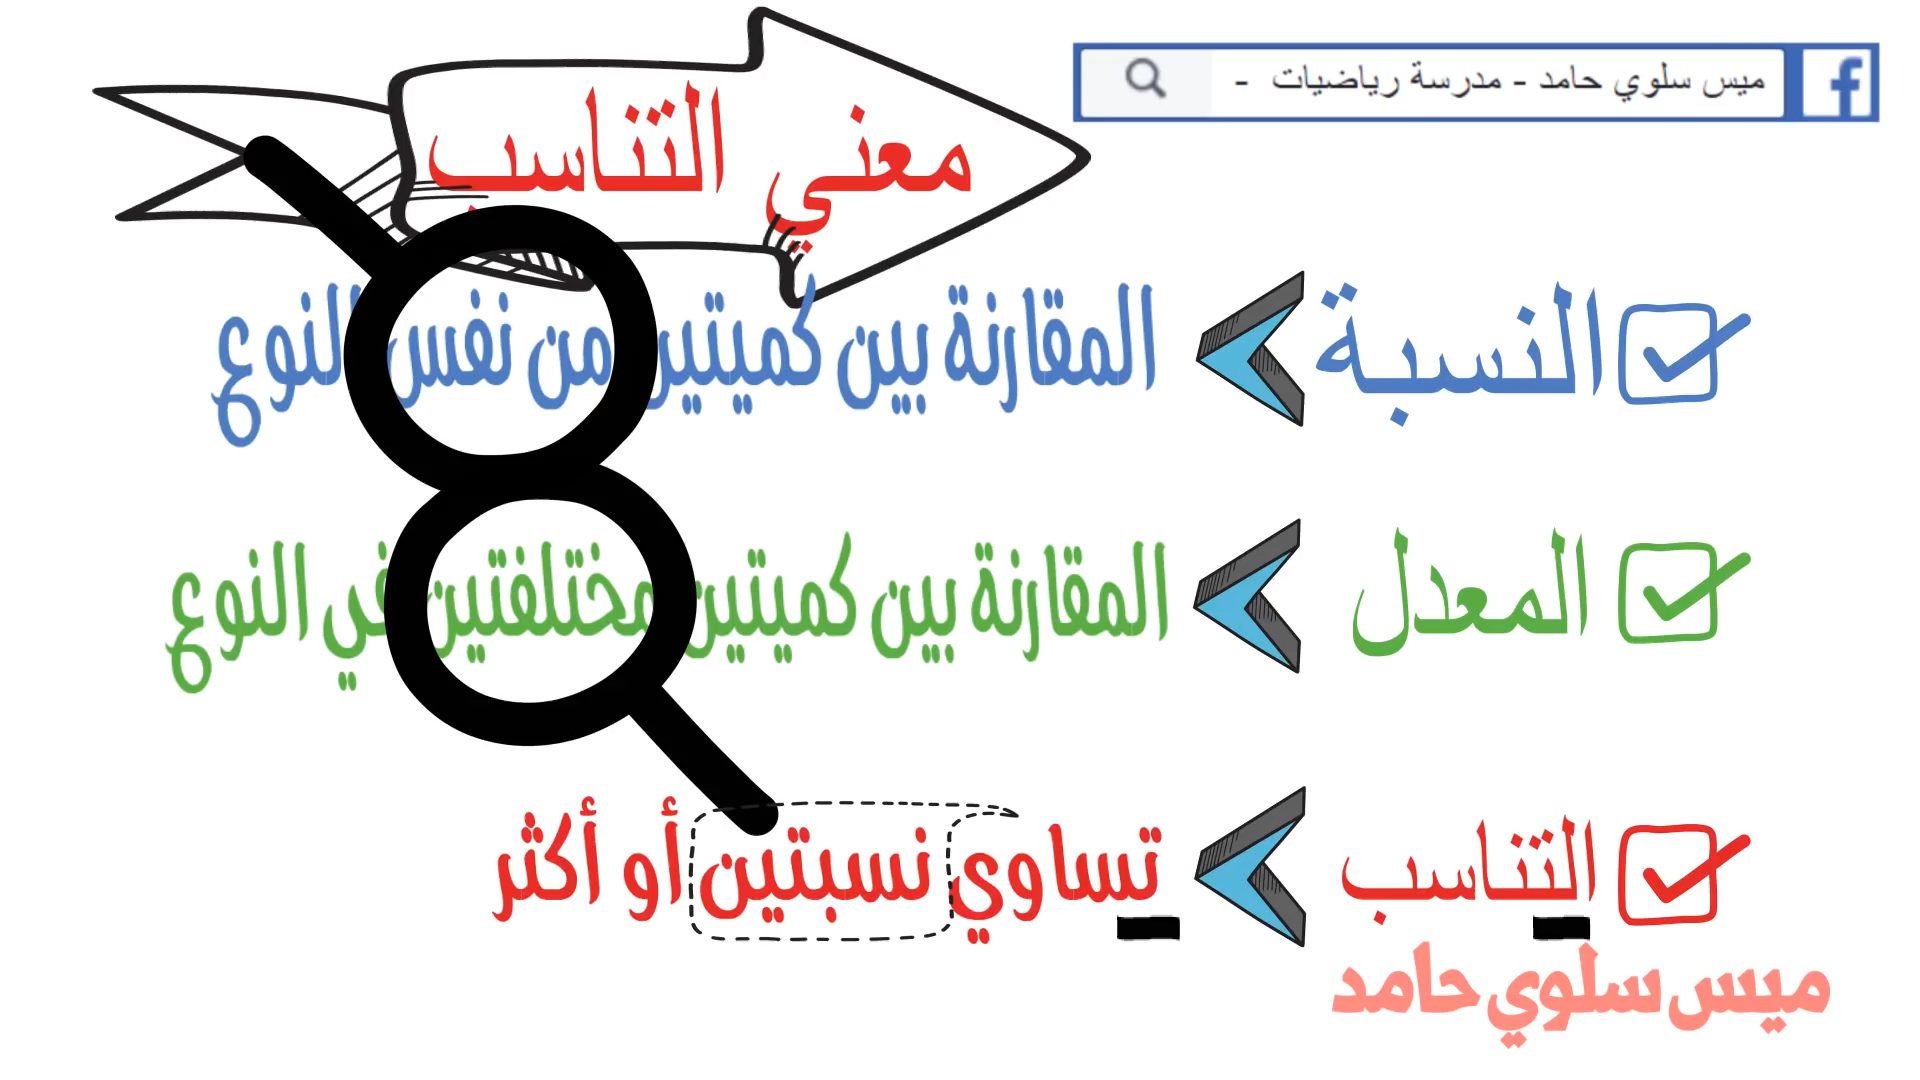 ميس سلوي حامد - مدرسة رياضيات -
معني التناسب
النسبة المقارنة بين كميتين من نفس النوع
المعدل المقارنة بين كميتين مختلفتين في النوع
التناسب تساوي نسبتين أو أكثر
ميس سلوي حامد